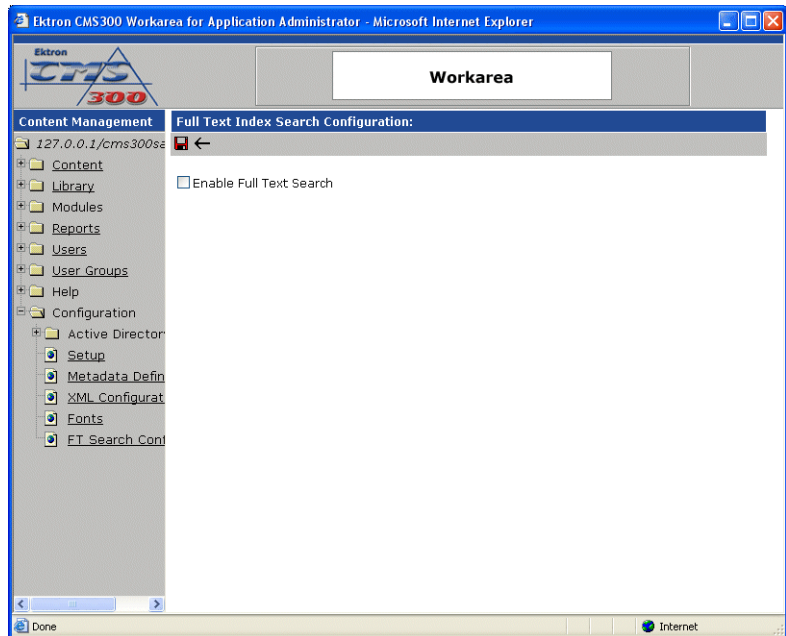 Ektron CMS300 Workarea for Application Administrator - Microsoft Internet Explorer
Ektron
CMS
300
Workarea
Content Management
Full Text Index Search Configuration:
127.0.0.1/cms300sa
Content
Library
Modules
Reports
Users
User Groups
Help
Configuration
Active Director
Setup
Metadata Defin
XML Configurat
Fonts
FT Search Conf
Enable Full Text Search
Done
Internet